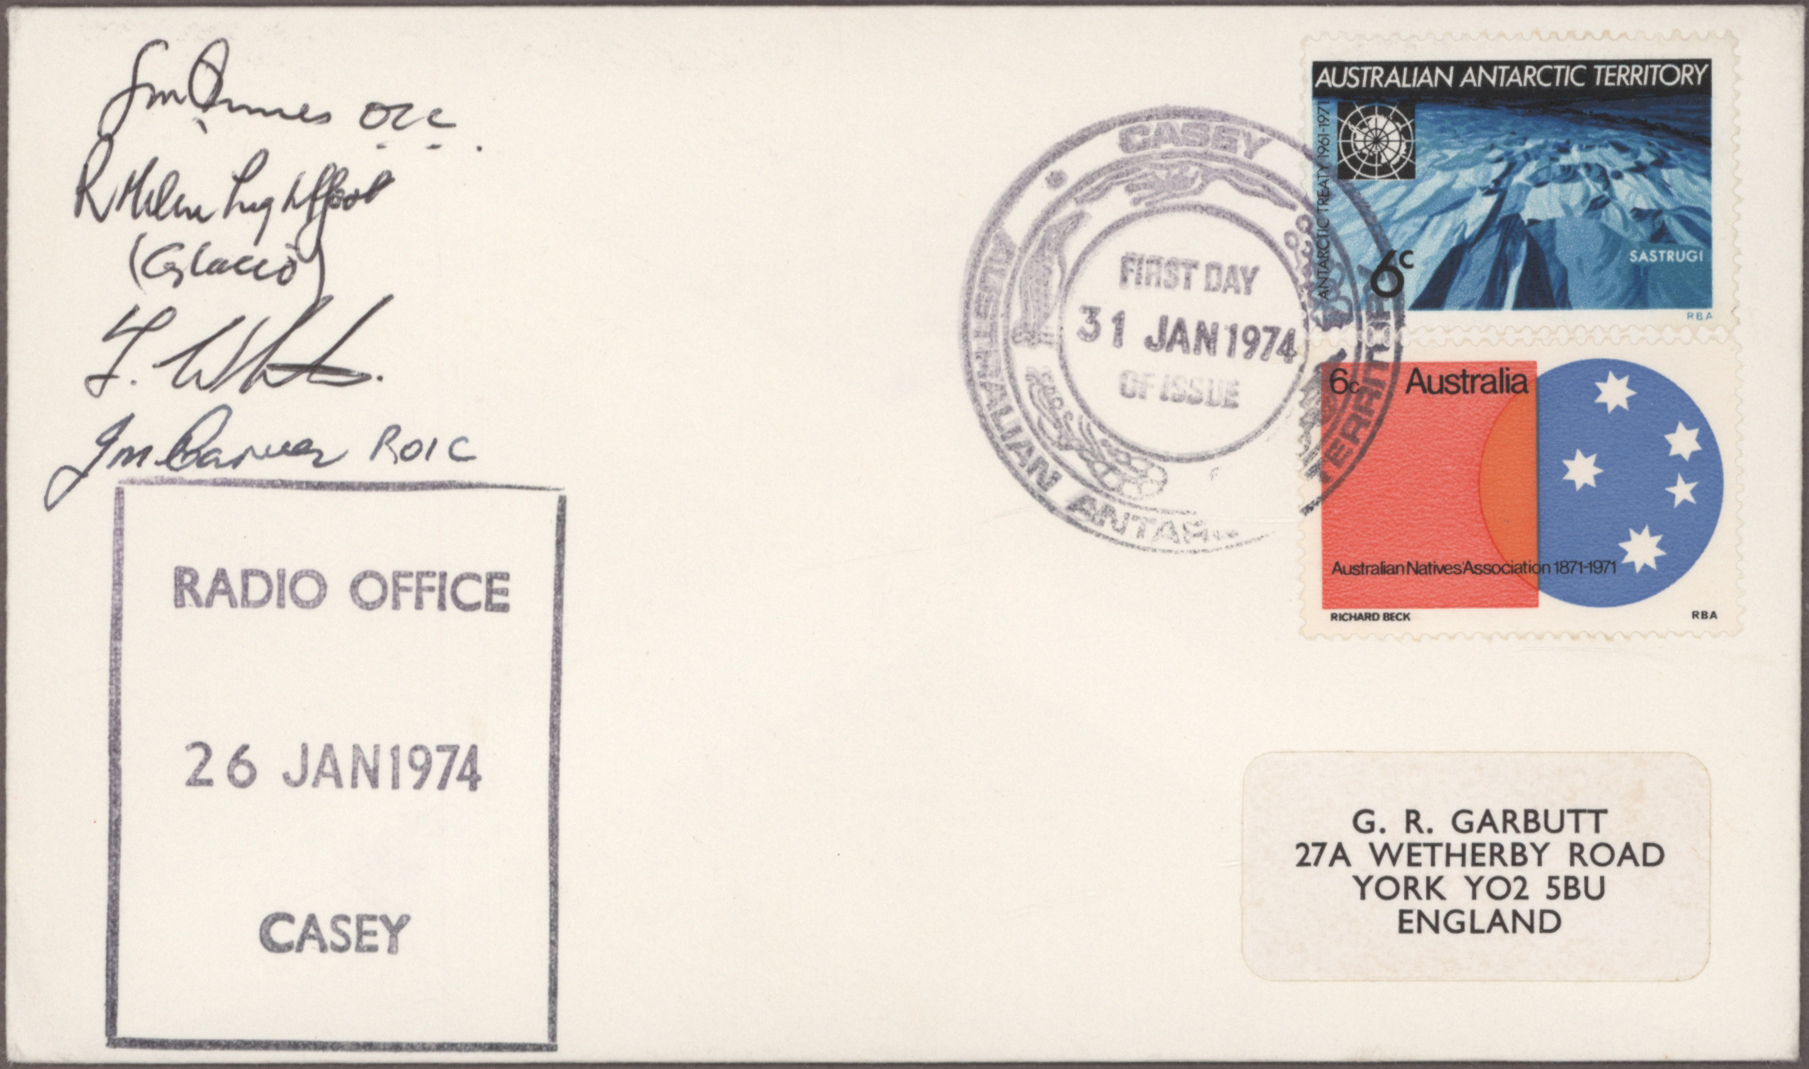 OIC.
R
(Glacio)
ROIC
RADIO OFFICE
26 JAN 1974
CASEY
CASEY
AUSTRALIAN ANTAR
TERRITORY
FIRST DAY
31 JAN 1974
OF ISSUE
AUSTRALIAN ANTARCTIC TERRITORY
ANTARCTIC TREATY 1961-1971
6c
SASTRUGI
RBA
6c Australia
Australian Natives' Association 1871-1971
RICHARD BECK RBA
G. R. GARBUTT
27A WETHERBY ROAD
YORK YO2 5BU
ENGLAND